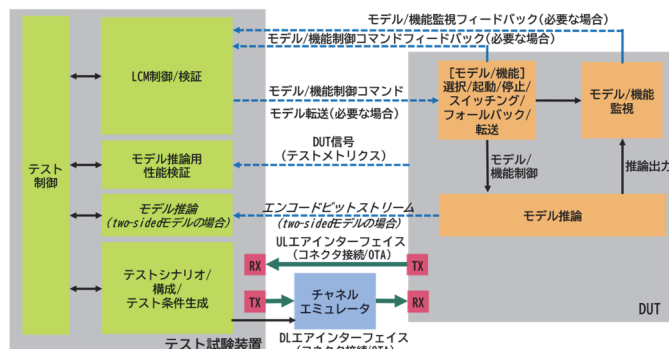 モデル/機能監視フィードバック(必要な場合)
モデル/機能制御コマンドフィードバック(必要な場合)
LCM制御/検証
モデル/機能制御コマンド
モデル転送(必要な場合)
[モデル/機能]
選択/起動/停止/
スイッチング/
フォールバック/
転送
モデル/機能
監視
テスト
制御
モデル推論用
性能検証
DUT信号
(テストメトリクス)
モデル/
機能制御
推論出力
モデル推論
(two-sidedモデルの場合)
エンコードビットストリーム
(two-sidedモデルの場合)
モデル推論
ULエアインターフェイス
(コネクタ接続/OTA)
RX
TX
テストシナリオ/
構成/
テスト条件生成
TX
チャネル
エミュレータ
RX
DUT
DLエアインターフェイス
(コネクタ接続/OTA)
テスト試験装置